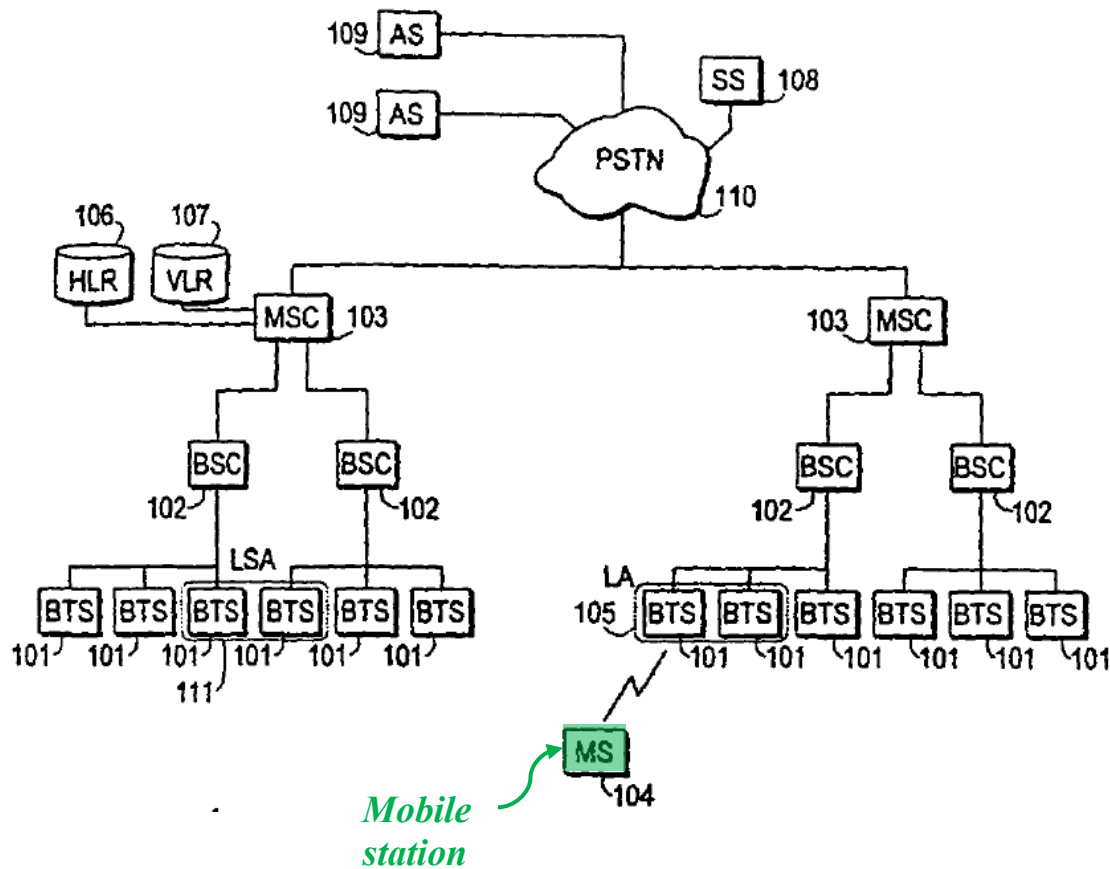 109 AS
SS 108
109 AS
PSTN
110
106 107
HLR VLR
MSC 103
103 MSC
BSC BSC
102 102
BSC BSC
102 102
LSA
LA
105
BTS BTS BTS BTS BTS BTS
101 101 101 101 101 101
111
BTS BTS BTS BTS BTS BTS
101 101 101 101 101 101
MS
104
Mobile
station